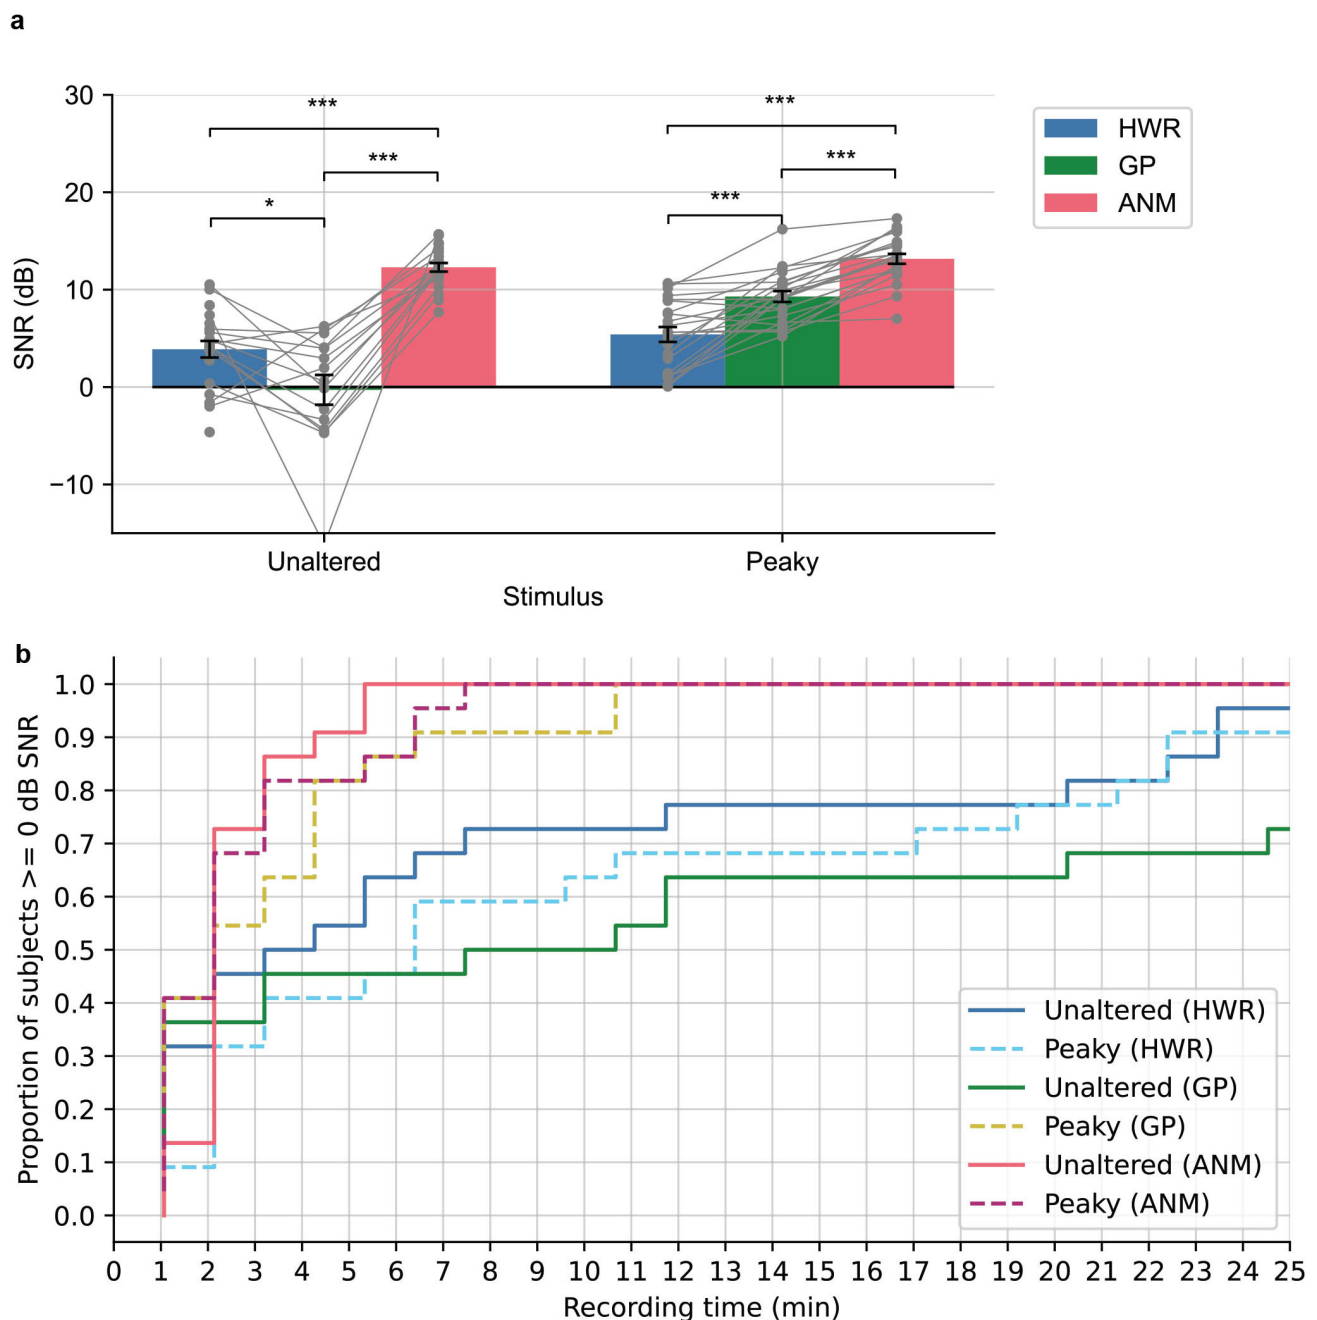 a
30
20
10
0
−10
SNR (dB)
***
***
*
***
***
***
HWR
GP
ANM
Unaltered
Peaky
Stimulus
b
1.0
0.9
0.8
0.7
0.6
0.5
0.4
0.3
0.2
0.1
0.0
Proportion of subjects >= 0 dB SNR
Unaltered (HWR)
Peaky (HWR)
Unaltered (GP)
Peaky (GP)
Unaltered (ANM)
Peaky (ANM)
0 1 2 3 4 5 6 7 8 9 10 11 12 13 14 15 16 17 18 19 20 21 22 23 24 25
Recording time (min)